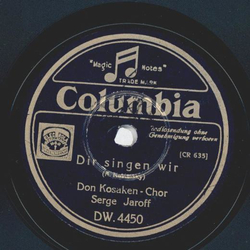 "Magic Notes"
TRADE MARK
Columbia
Radiosendung ohne
Genehmigung verboten
[CR 635]
Dir singen wir
Don Kosaken-Chor
Serge Jaroff
DW. 4450